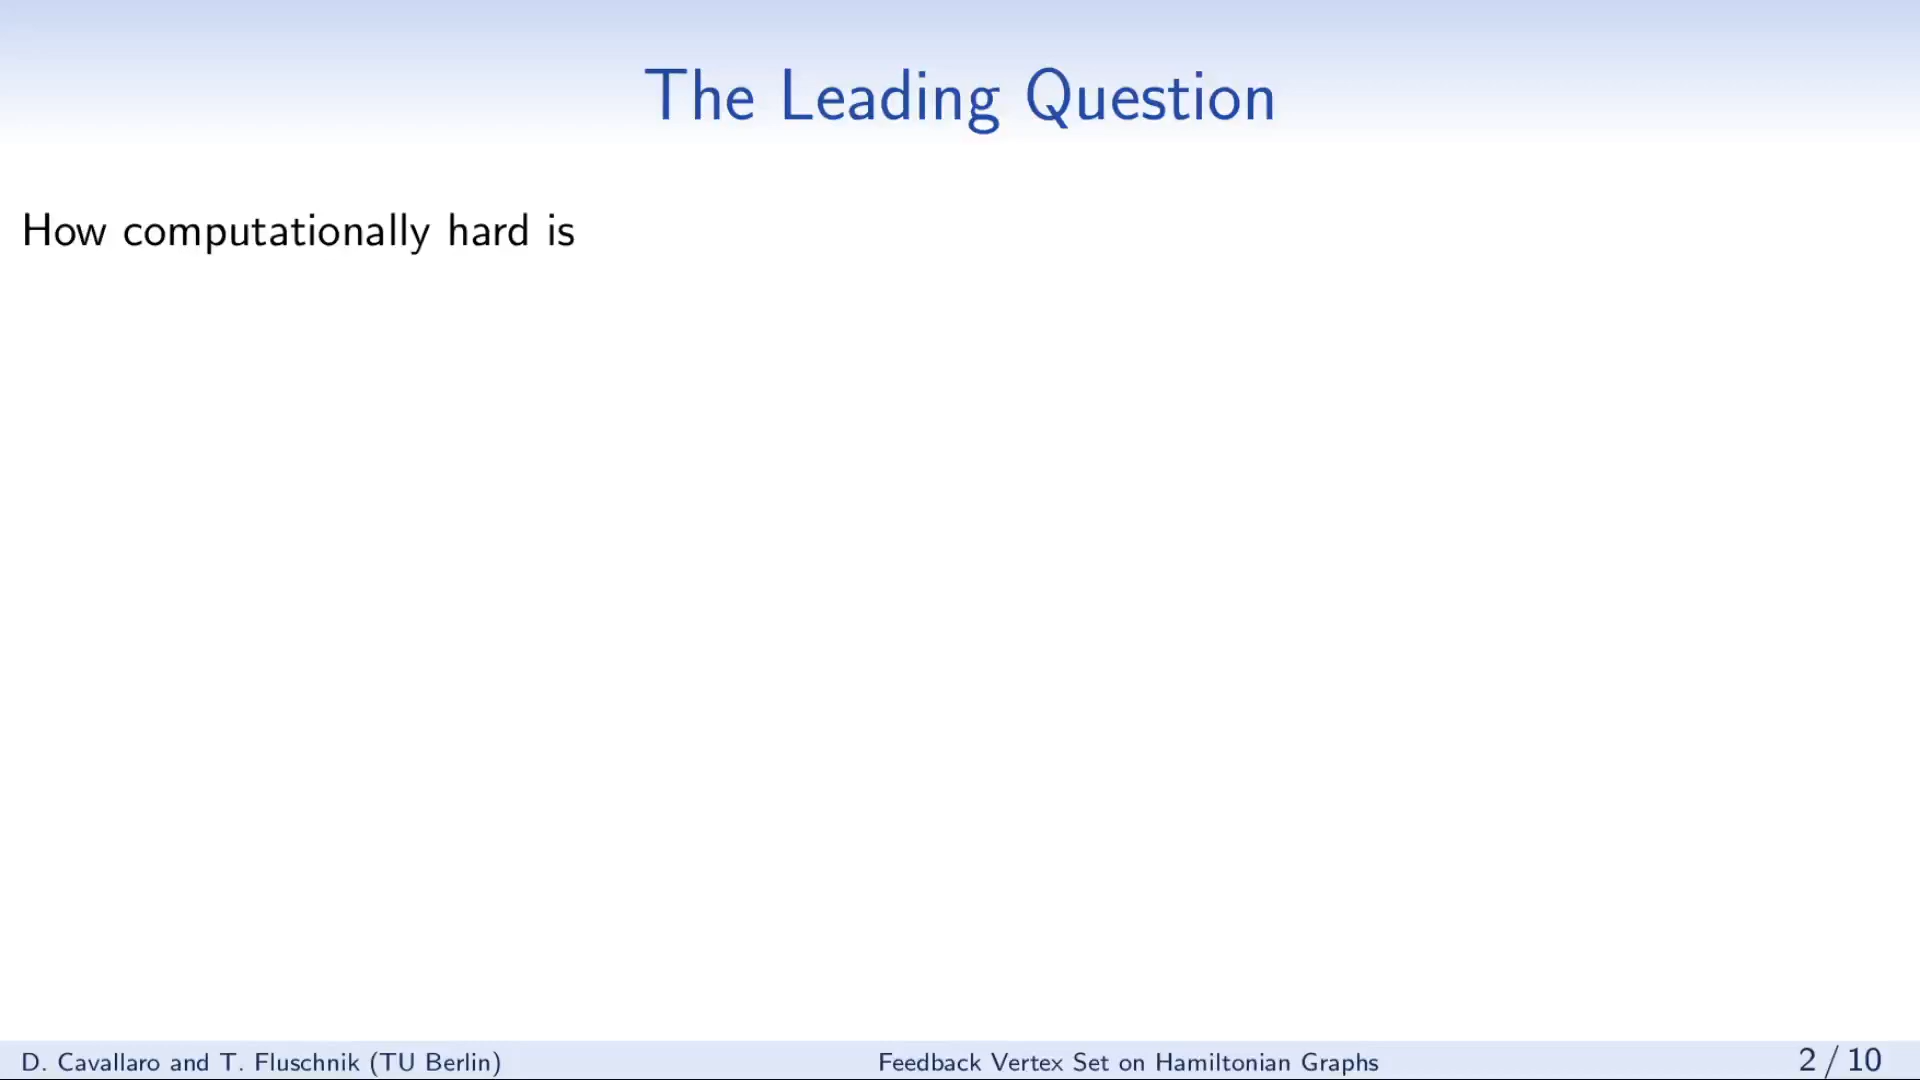 The Leading Question
How computationally hard is
D. Cavallaro and T. Fluschnik (TU Berlin)
Feedback Vertex Set on Hamiltonian Graphs
2 / 10